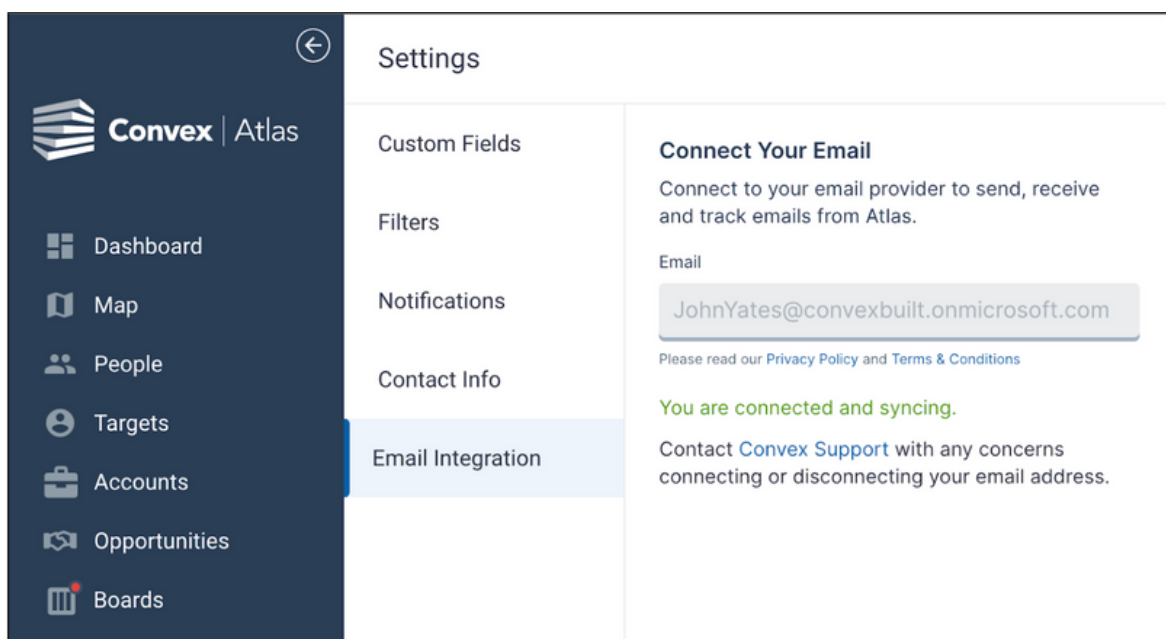 Convex | Atlas
Dashboard
Map
People
Targets
Accounts
Opportunities
Boards
Settings
Custom Fields
Filters
Notifications
Contact Info
Email Integration
Connect Your Email
Connect to your email provider to send, receive
and track emails from Atlas.
Email
JohnYates@convexbuilt.onmicrosoft.com
Please read our Privacy Policy and Terms & Conditions
You are connected and syncing.
Contact Convex Support with any concerns
connecting or disconnecting your email address.